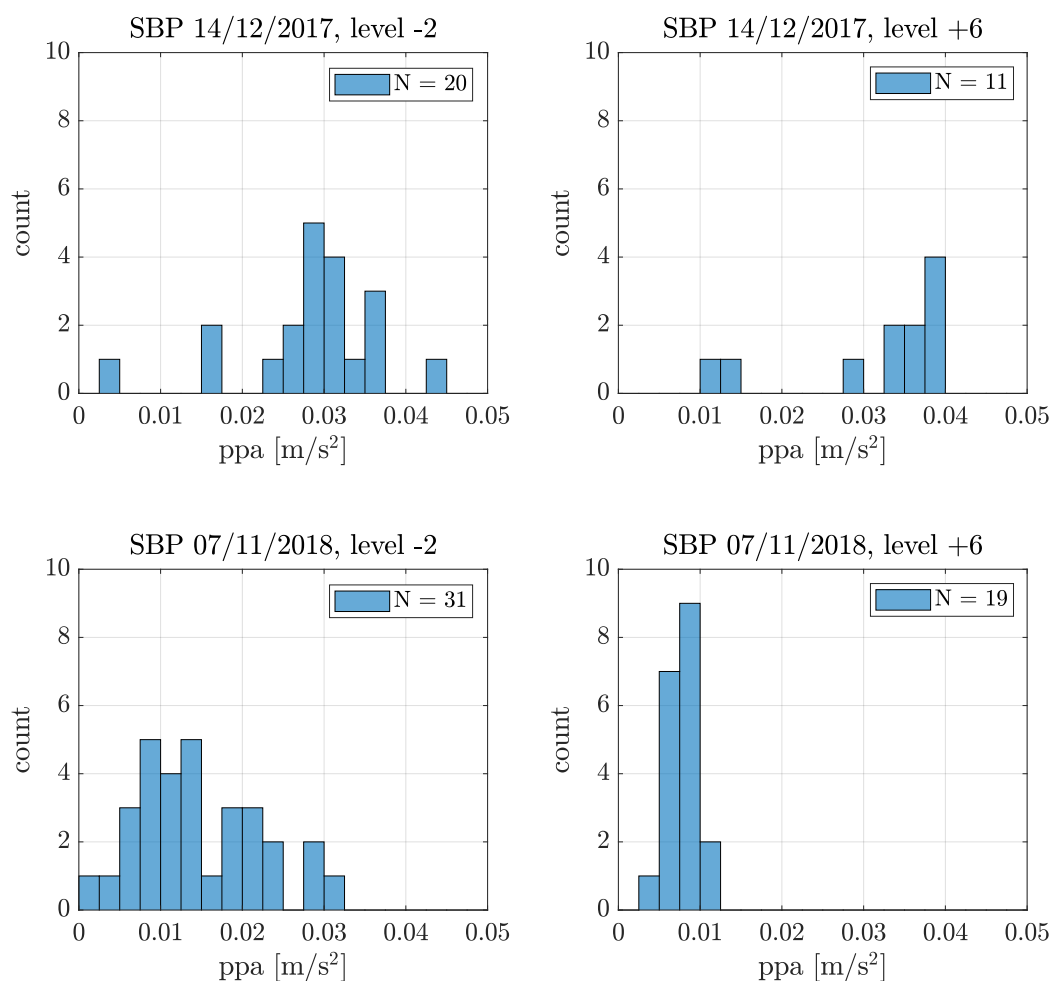 SBP 14/12/2017, level -2
N = 20
10
8
6
4
2
0
count
0 0.01 0.02 0.03 0.04 0.05
ppa [m/s²]
SBP 14/12/2017, level +6
N = 11
10
8
6
4
2
0
count
0 0.01 0.02 0.03 0.04 0.05
ppa [m/s²]
SBP 07/11/2018, level -2
N = 31
10
8
6
4
2
0
count
0 0.01 0.02 0.03 0.04 0.05
ppa [m/s²]
SBP 07/11/2018, level +6
N = 19
10
8
6
4
2
0
count
0 0.01 0.02 0.03 0.04 0.05
ppa [m/s²]